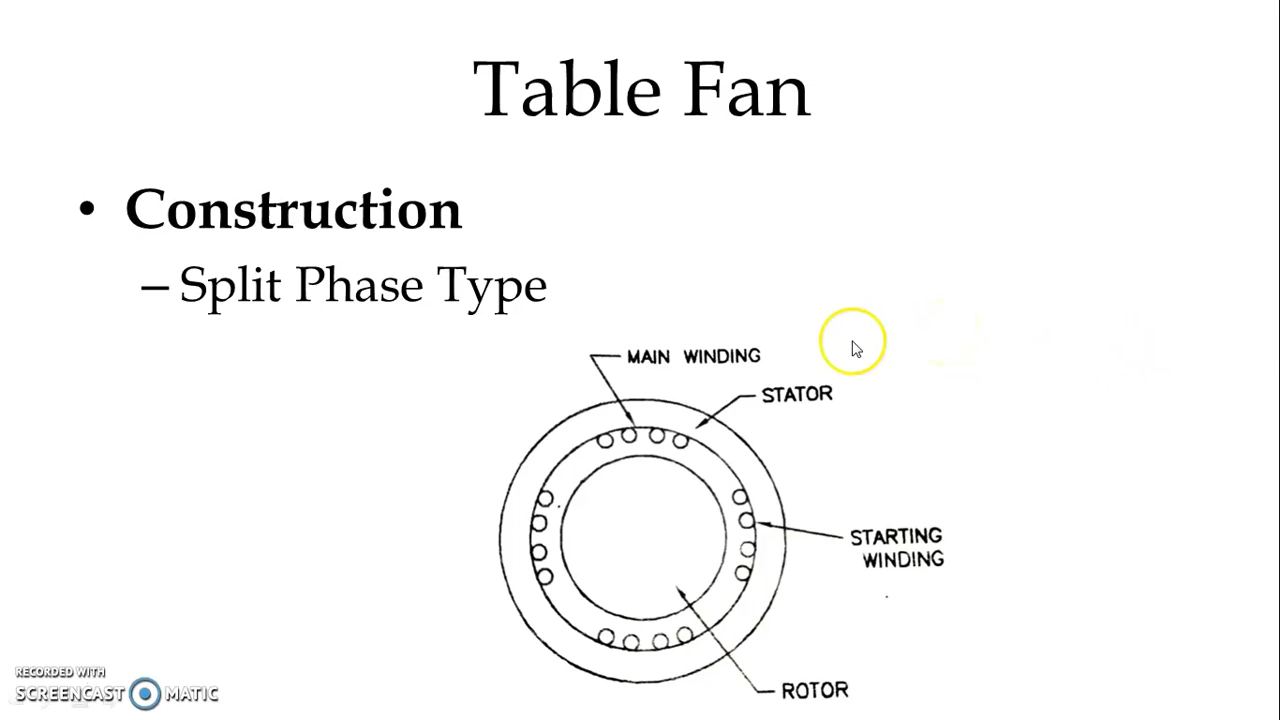 Table Fan
• Construction
– Split Phase Type
MAIN WINDING
STATOR
STARTING
WINDING
ROTOR
RECORDED WITH
SCREENCAST MATIC